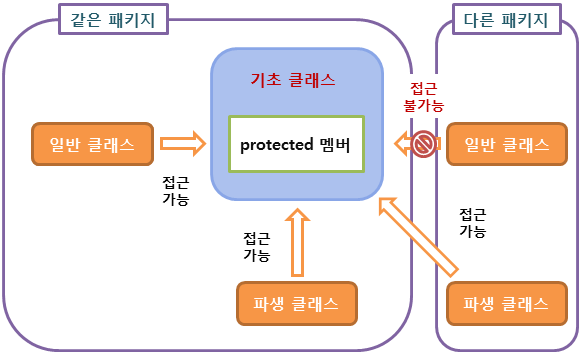 같은 패키지
다른 패키지
기초 클래스
접근
불가능
protected 멤버
일반 클래스
일반 클래스
접근
가능
접근
가능
접근
가능
파생 클래스
파생 클래스